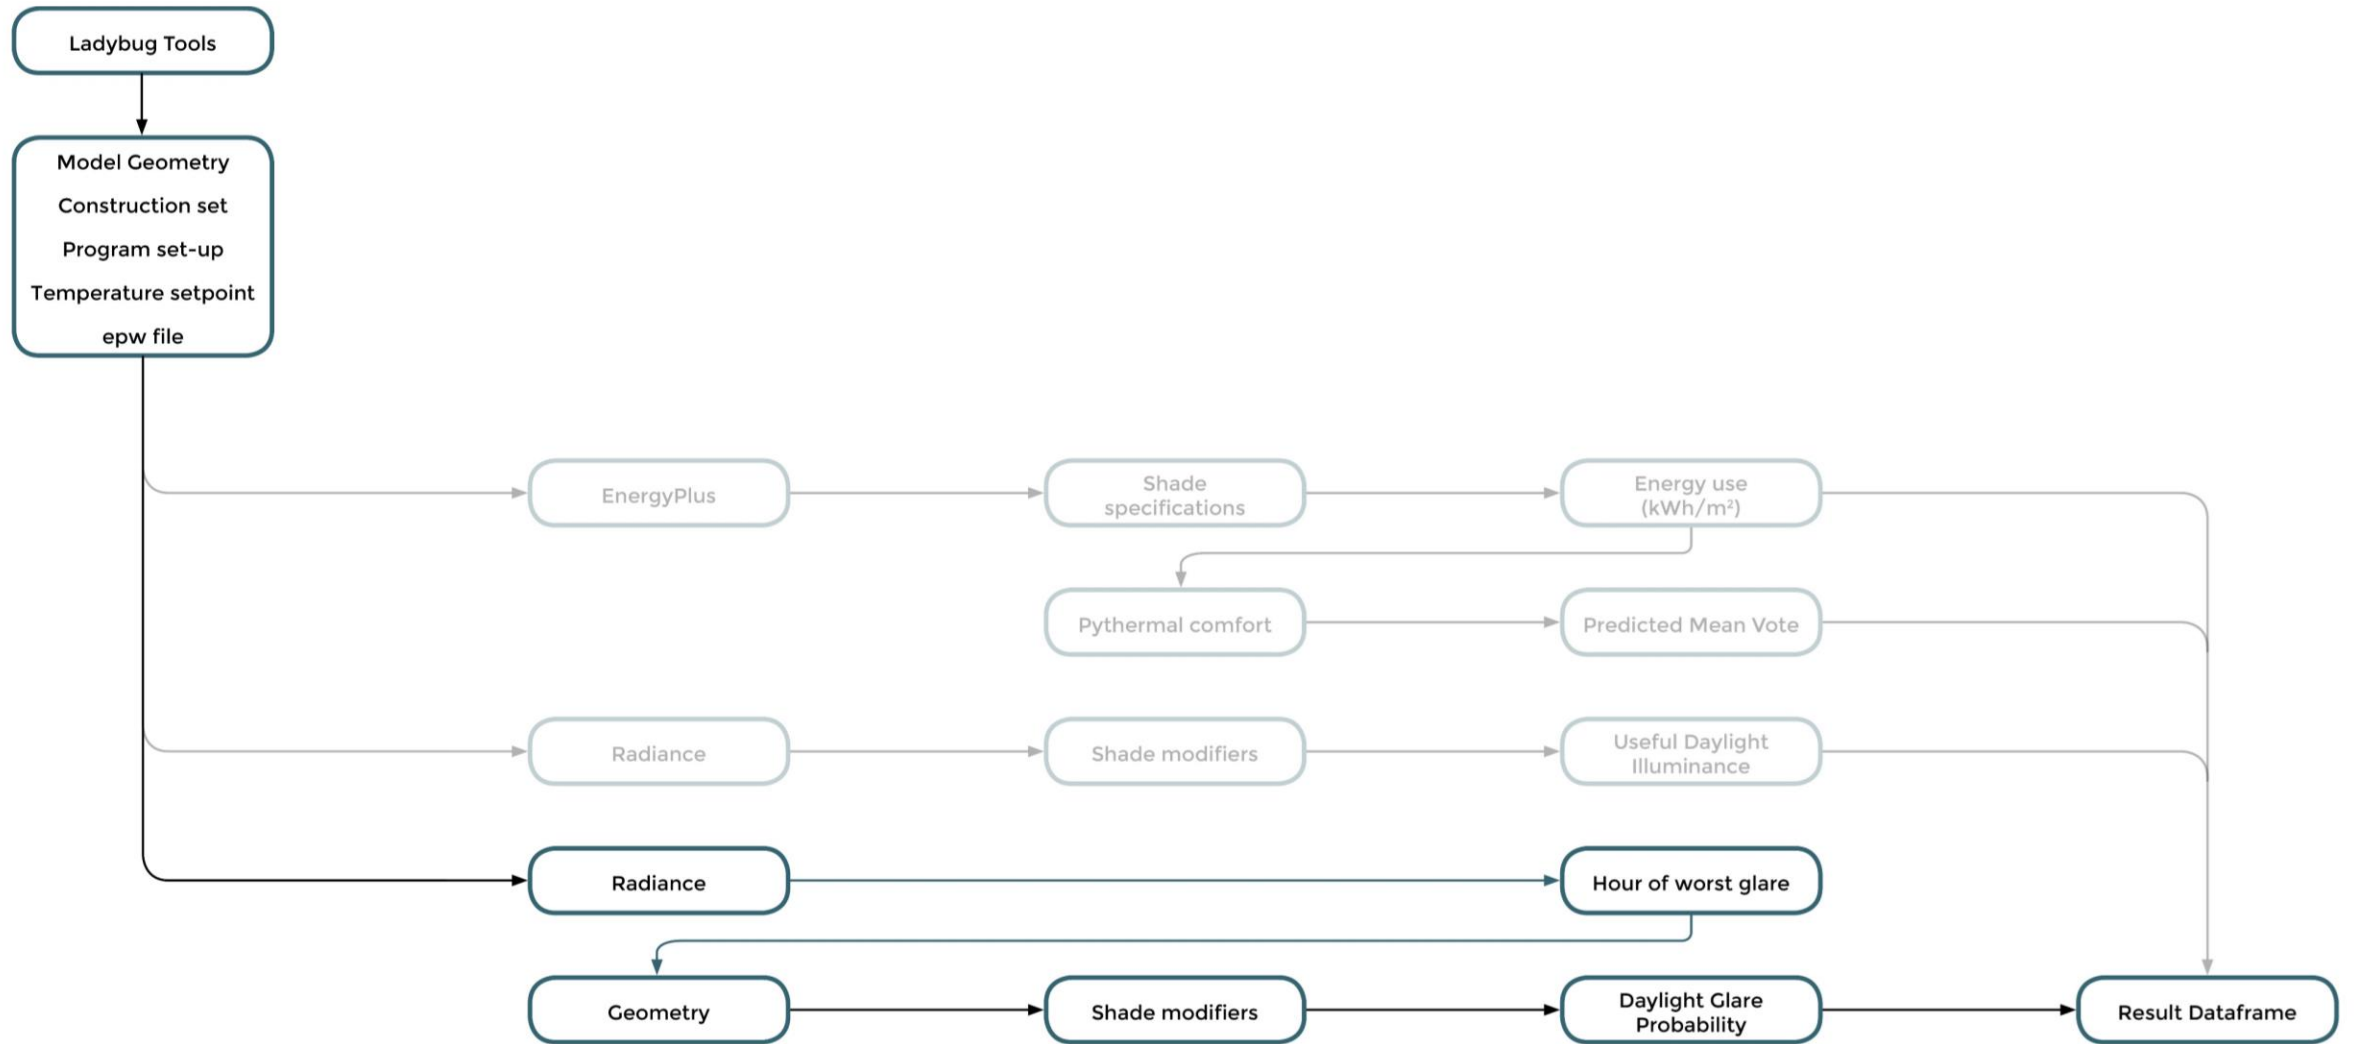 Ladybug Tools
Model Geometry
Construction set
Program set-up
Temperature setpoint
epw file
EnergyPlus
Shade
specifications
Energy use
(kWh/m²)
Pythermal comfort
Predicted Mean Vote
Radiance
Shade modifiers
Useful Daylight
Illuminance
Radiance
Hour of worst glare
Geometry
Shade modifiers
Daylight Glare
Probability
Result Dataframe